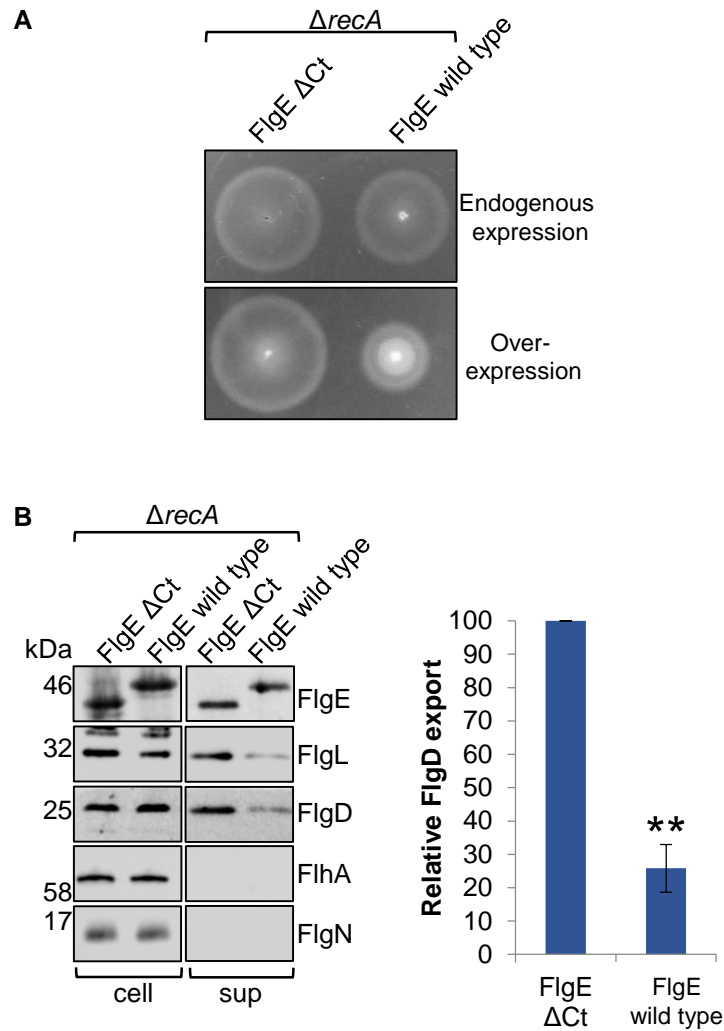 A
ΔrecA
FlgE ΔCt
FlgE wild type
Endogenous
expression
Over-
expression
B
ΔrecA
FlgE ΔCt
FlgE wild type
FlgE ΔCt
FlgE wild type
kDa
46
FlgE
32
FlgL
25
FlgD
58
FlhA
17
FlgN
cell
sup
Relative FlgD export
100
90
80
70
60
50
40
30
20
10
0
**
FlgE
ΔCt
FlgE
wild type